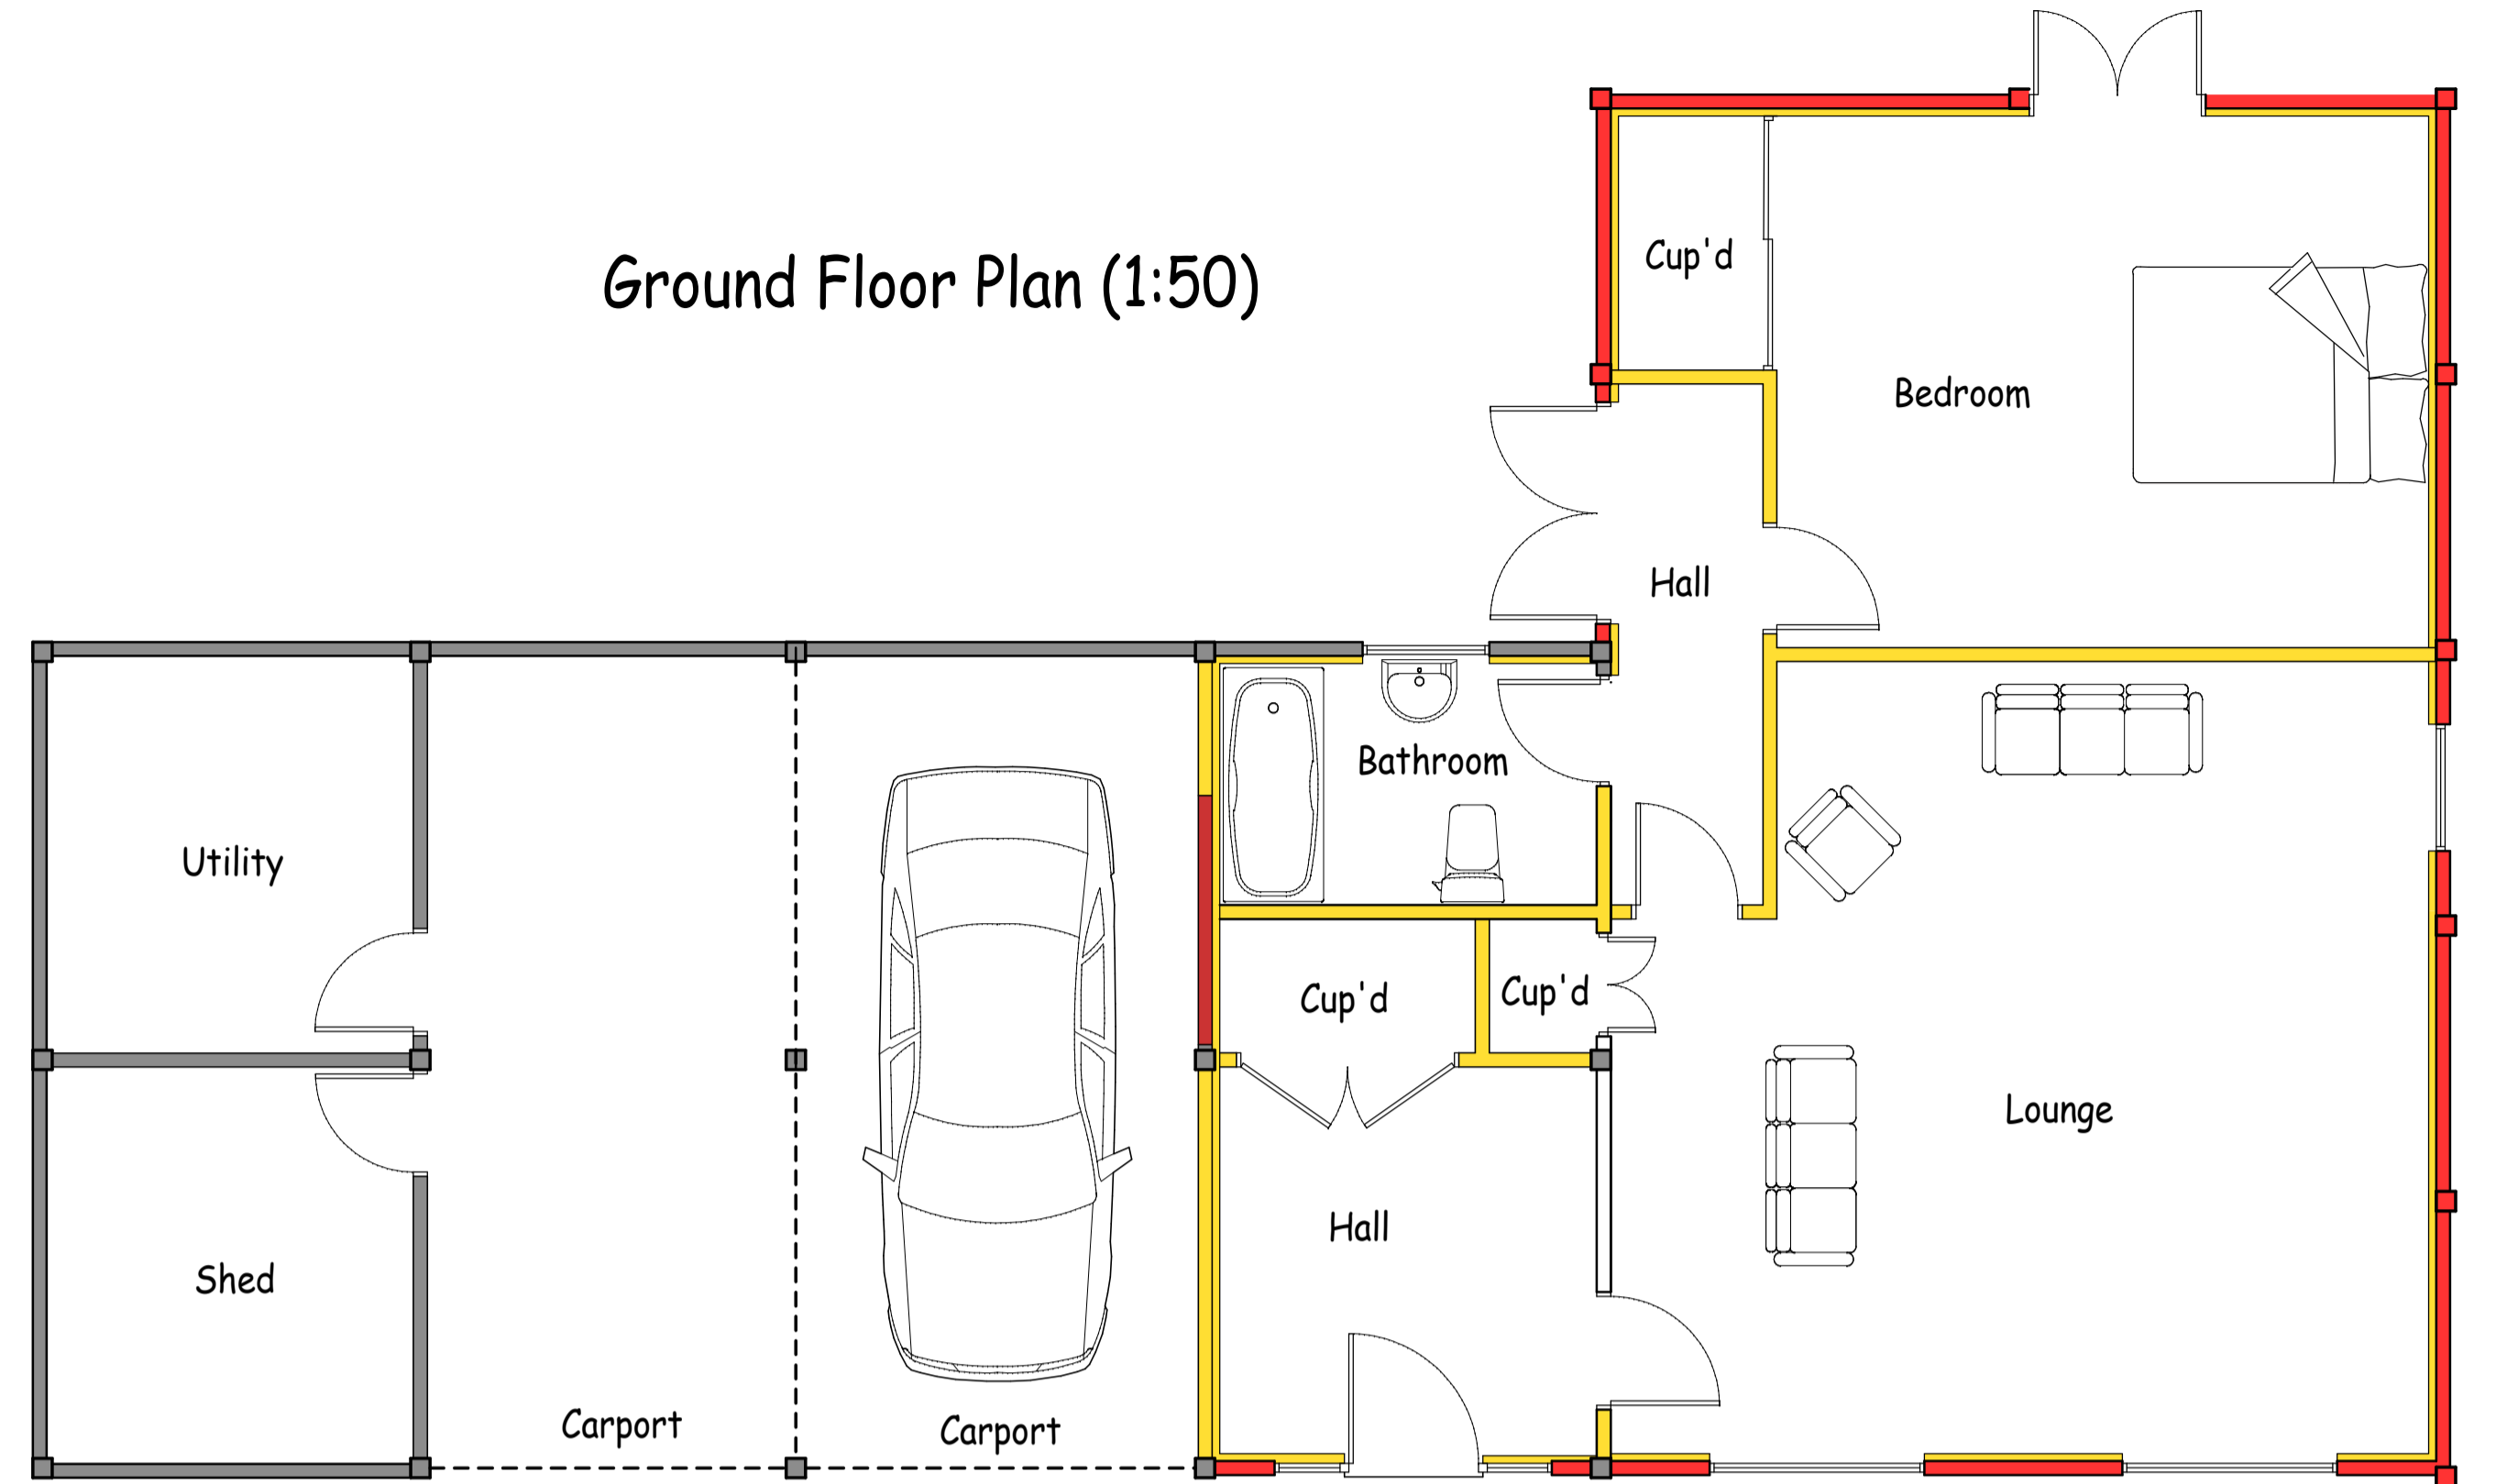 Cup'd
Ground Floor Plan (1:50)
Bedroom
Hall
Bathroom
Utility
Cup'd
Cup'd
Lounge
Hall
Shed
Carport
Carport